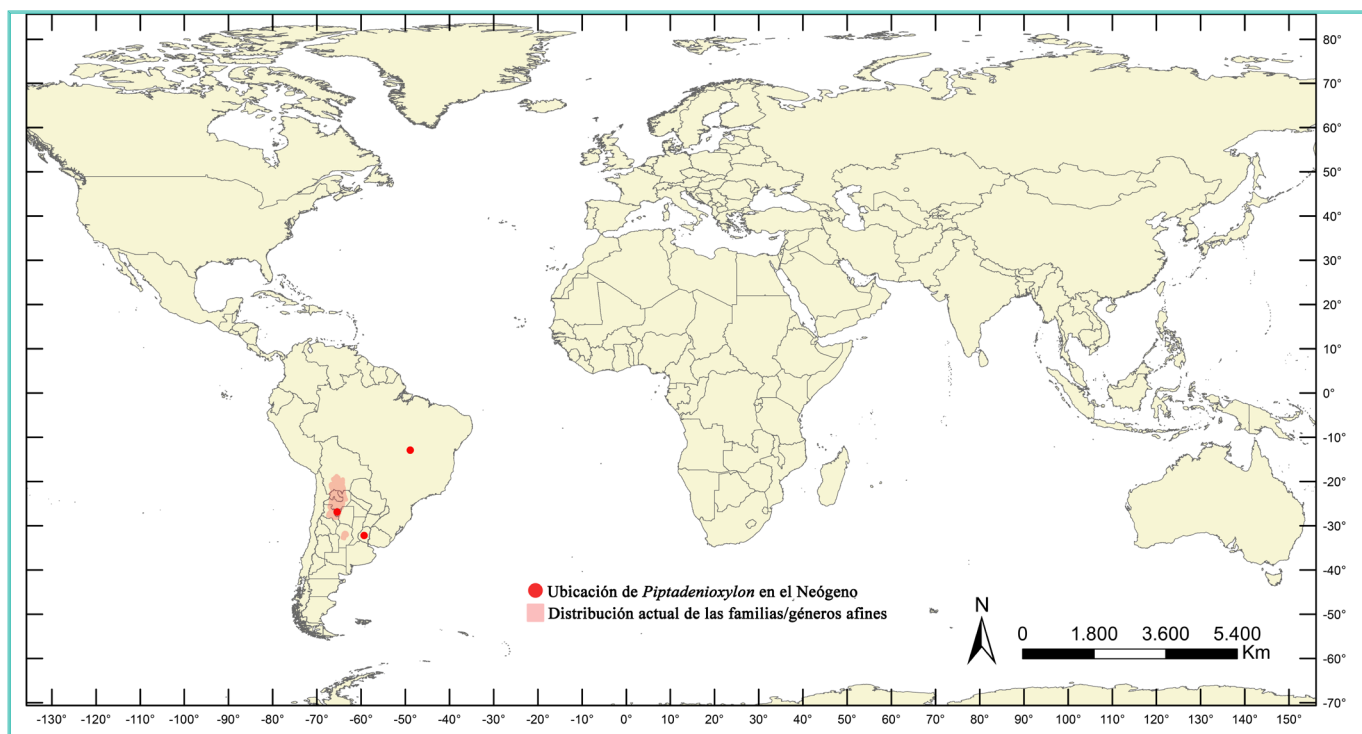 80°
70°
60°
50°
40°
30°
20°
10°
0°
-10°
-20°
-30°
-40°
-50°
-60°
-70°
Ubicación de Piptadenioxylon en el Neógeno
Distribución actual de las familias/géneros afines
N
0 1.800 3.600 5.400
Km
-130° -120° -110° -100° -90° -80° -70° -60° -50° -40° -30° -20° -10° 0° 10° 20° 30° 40° 50° 60° 70° 80° 90° 100° 110° 120° 130° 140° 150°